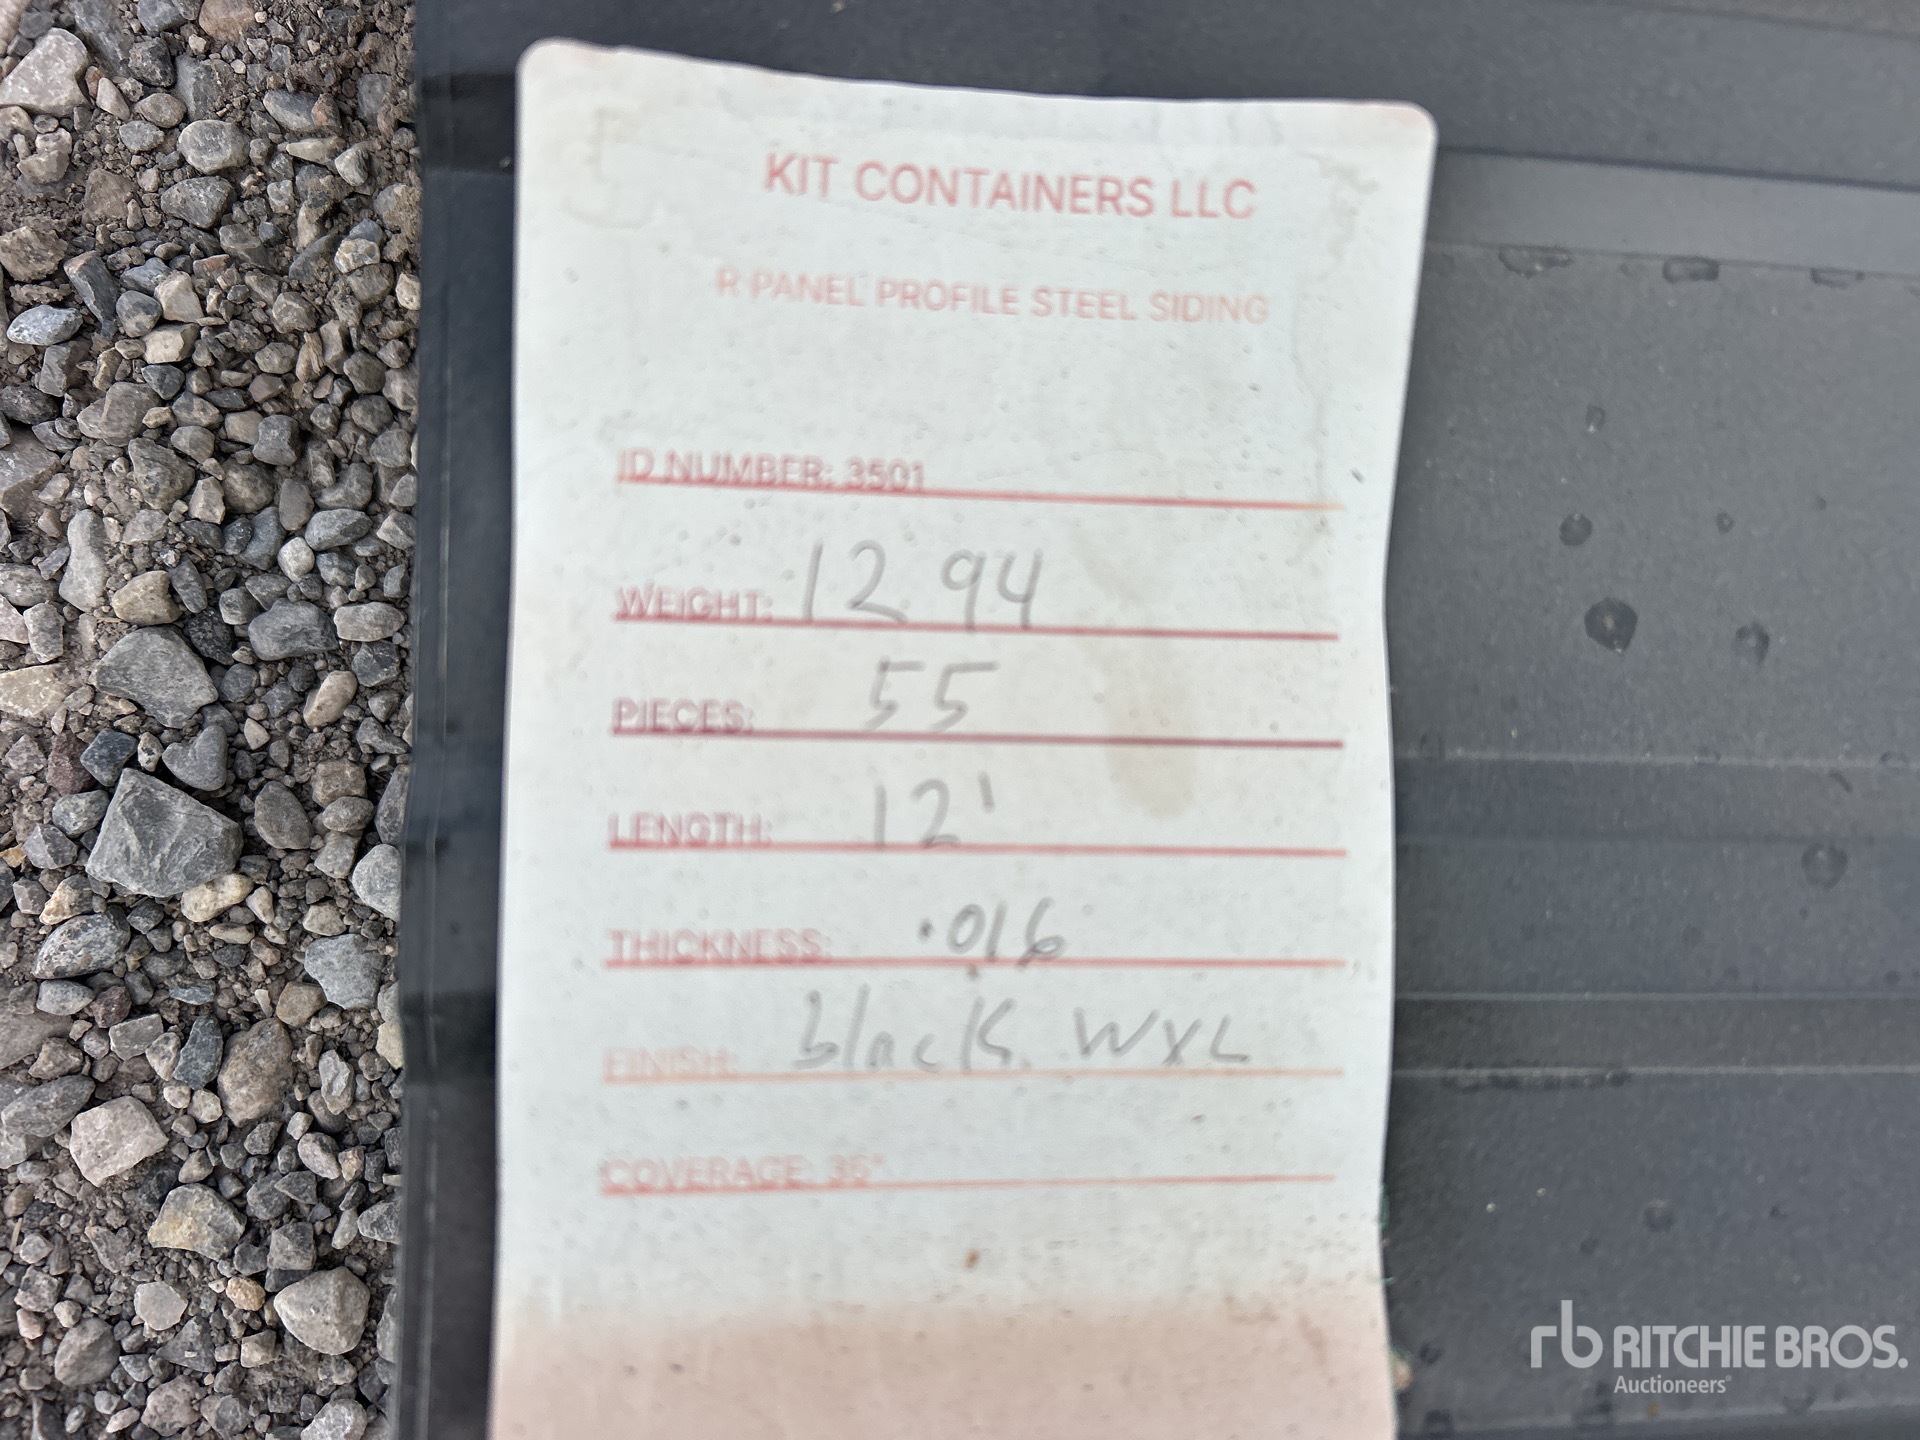 KIT CONTAINERS LLC
R-PANEL PROFILE STEEL SIDING
ID NUMBER: 3501
WEIGHT: 1294
PIECES: 55
LENGTH: 12'
THICKNESS: .016
FINISH: black WXL
COVERAGE: 36"
rb RITCHIE BROS.
Auctioneers